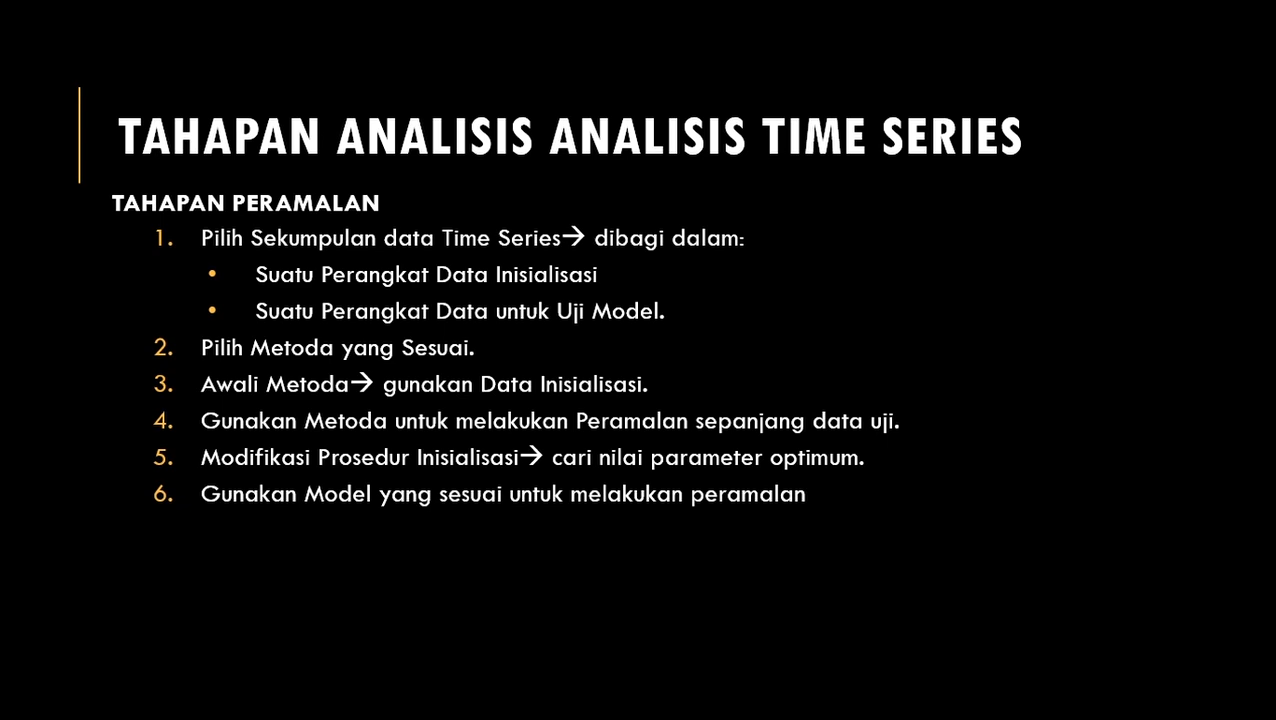 TAHAPAN ANALISIS ANALISIS TIME SERIES
TAHAPAN PERAMALAN
1. Pilih Sekumpulan data Time Series→ dibagi dalam:
• Suatu Perangkat Data Inisialisasi
• Suatu Perangkat Data untuk Uji Model.
2. Pilih Metoda yang Sesuai.
3. Awali Metoda→ gunakan Data Inisialisasi.
4. Gunakan Metoda untuk melakukan Peramalan sepanjang data uji.
5. Modifikasi Prosedur Inisialisasi→ cari nilai parameter optimum.
6. Gunakan Model yang sesuai untuk melakukan peramalan